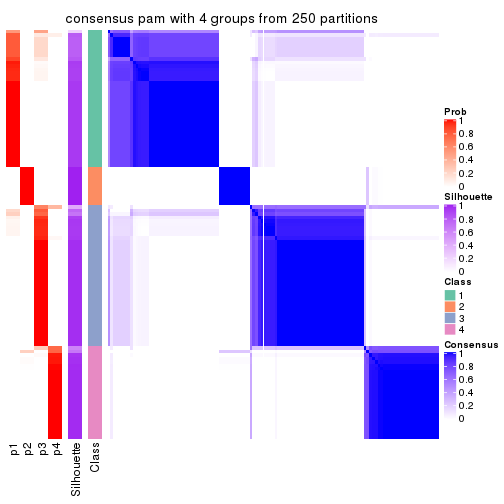 consensus pam with 4 groups from 250 partitions
Prob
1
0.8
0.6
0.4
0.2
0
Silhouette
1
0.8
0.6
0.4
0.2
0
Class
1
2
3
4
Consensus
1
0.8
0.6
0.4
0.2
0
p1
p2
p3
p4
Silhouette
Class